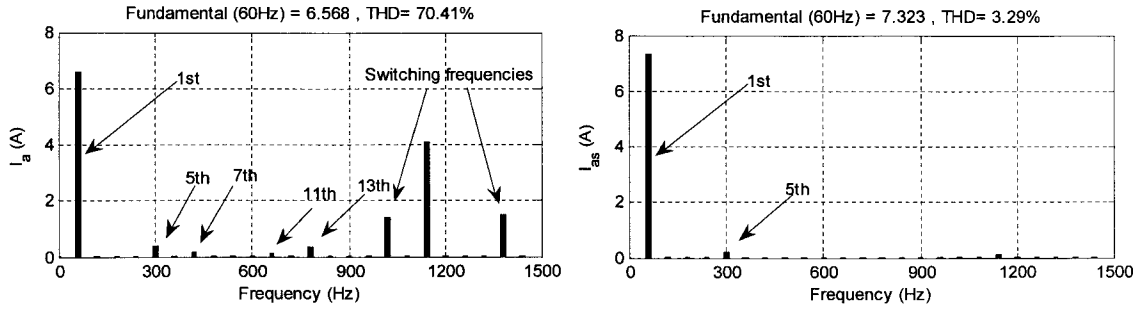 Fundamental (60Hz) = 6.568 , THD= 70.41%
8
6
4
2
0
I_a (A)
1st
5th
7th
11th
13th
Switching frequencies
0 300 600 900 1200 1500
Frequency (Hz)
Fundamental (60Hz) = 7.323 , THD= 3.29%
8
6
4
2
0
I_as (A)
1st
5th
0 300 600 900 1200 1500
Frequency (Hz)